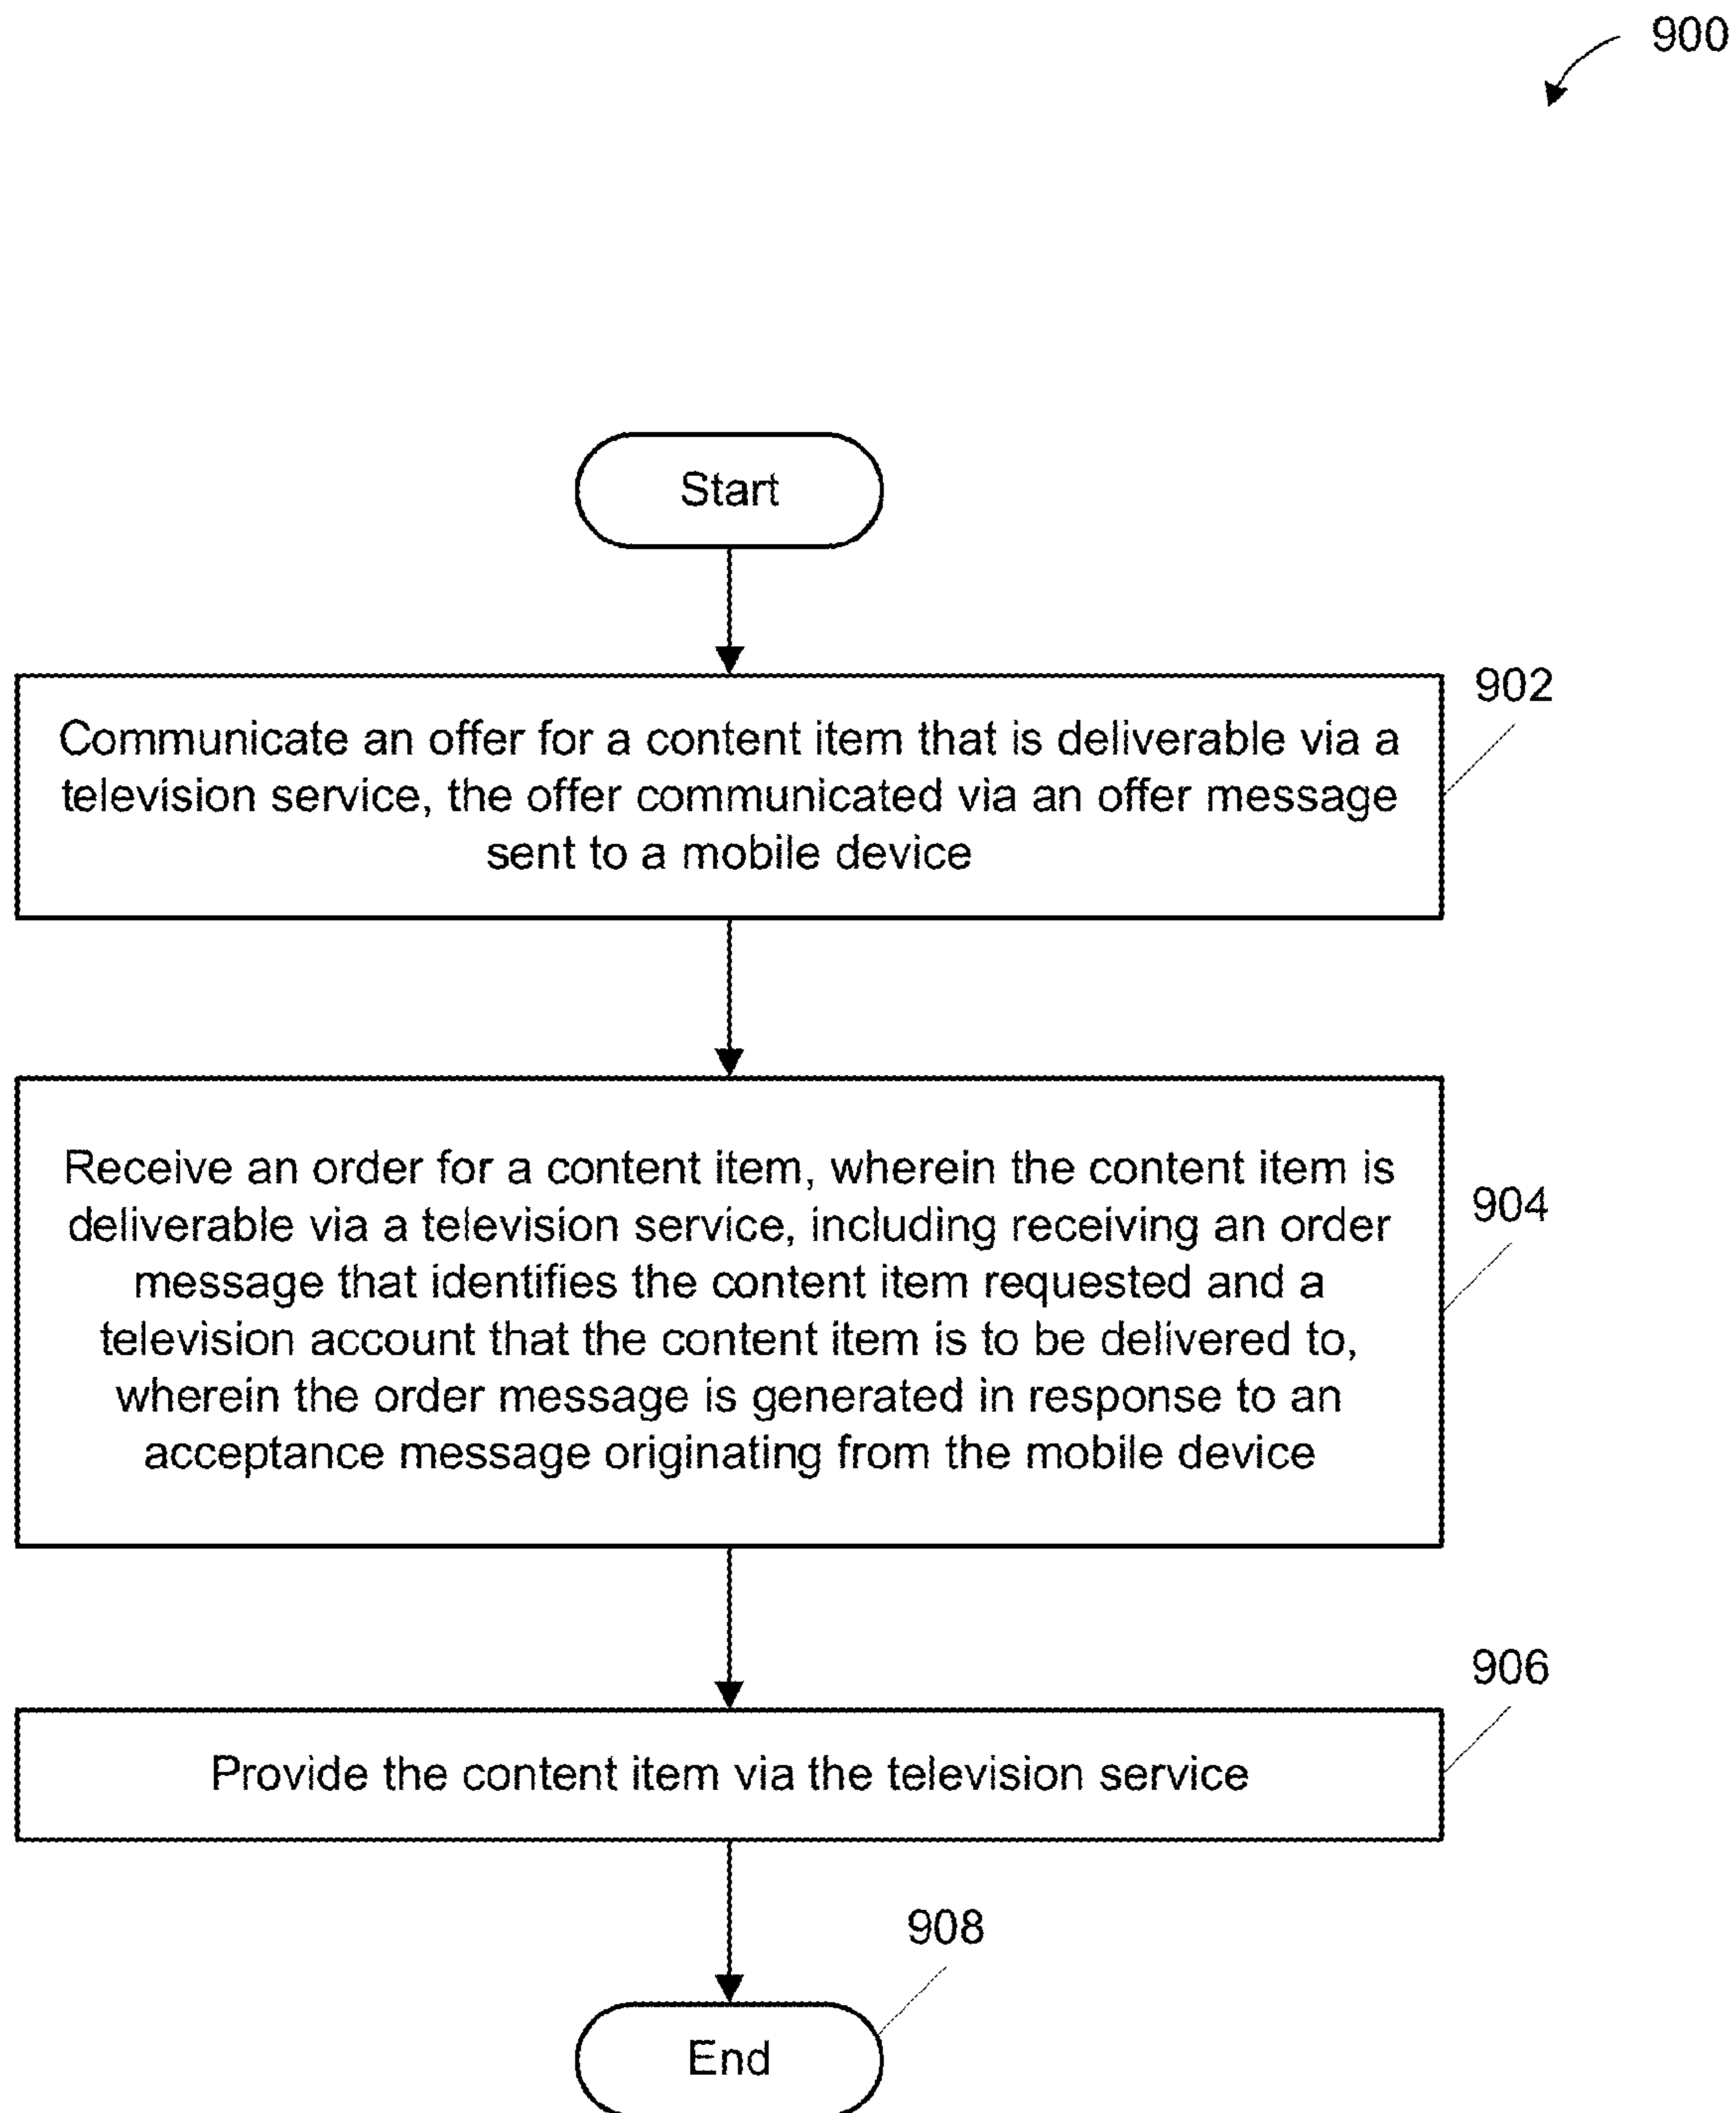 900
Start
902
Communicate an offer for a content item that is deliverable via a
television service, the offer communicated via an offer message
sent to a mobile device
904
Receive an order for a content item, wherein the content item is
deliverable via a television service, including receiving an order
message that identifies the content item requested and a
television account that the content item is to be delivered to,
wherein the order message is generated in response to an
acceptance message originating from the mobile device
906
Provide the content item via the television service
908
End